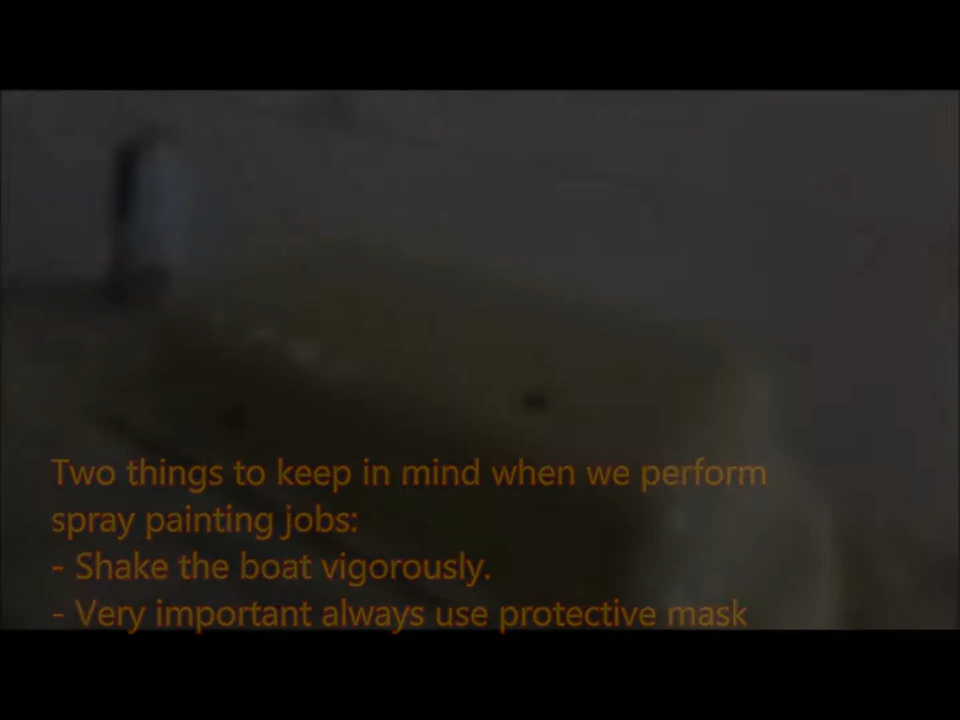 Two things to keep in mind when we perform
spray painting jobs:
- Shake the boat vigorously.
- Very important always use protective mask